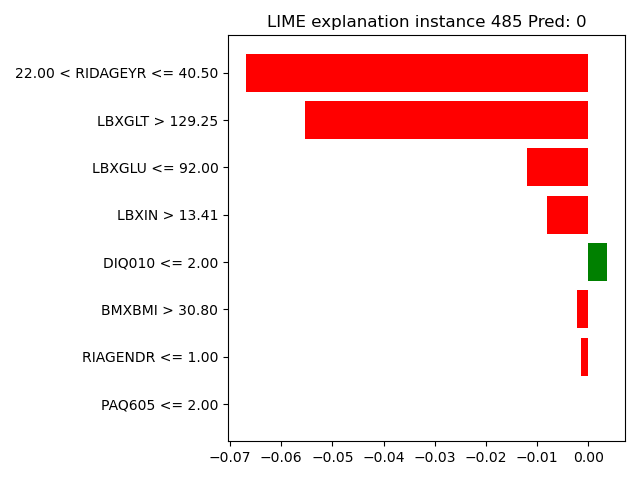 LIME explanation instance 485 Pred: 0
22.00 < RIDAGEYR <= 40.50
LBXGLT > 129.25
LBXGLU <= 92.00
LBXIN > 13.41
DIQ010 <= 2.00
BMXBMI > 30.80
RIAGENDR <= 1.00
PAQ605 <= 2.00
−0.07 −0.06 −0.05 −0.04 −0.03 −0.02 −0.01 0.00